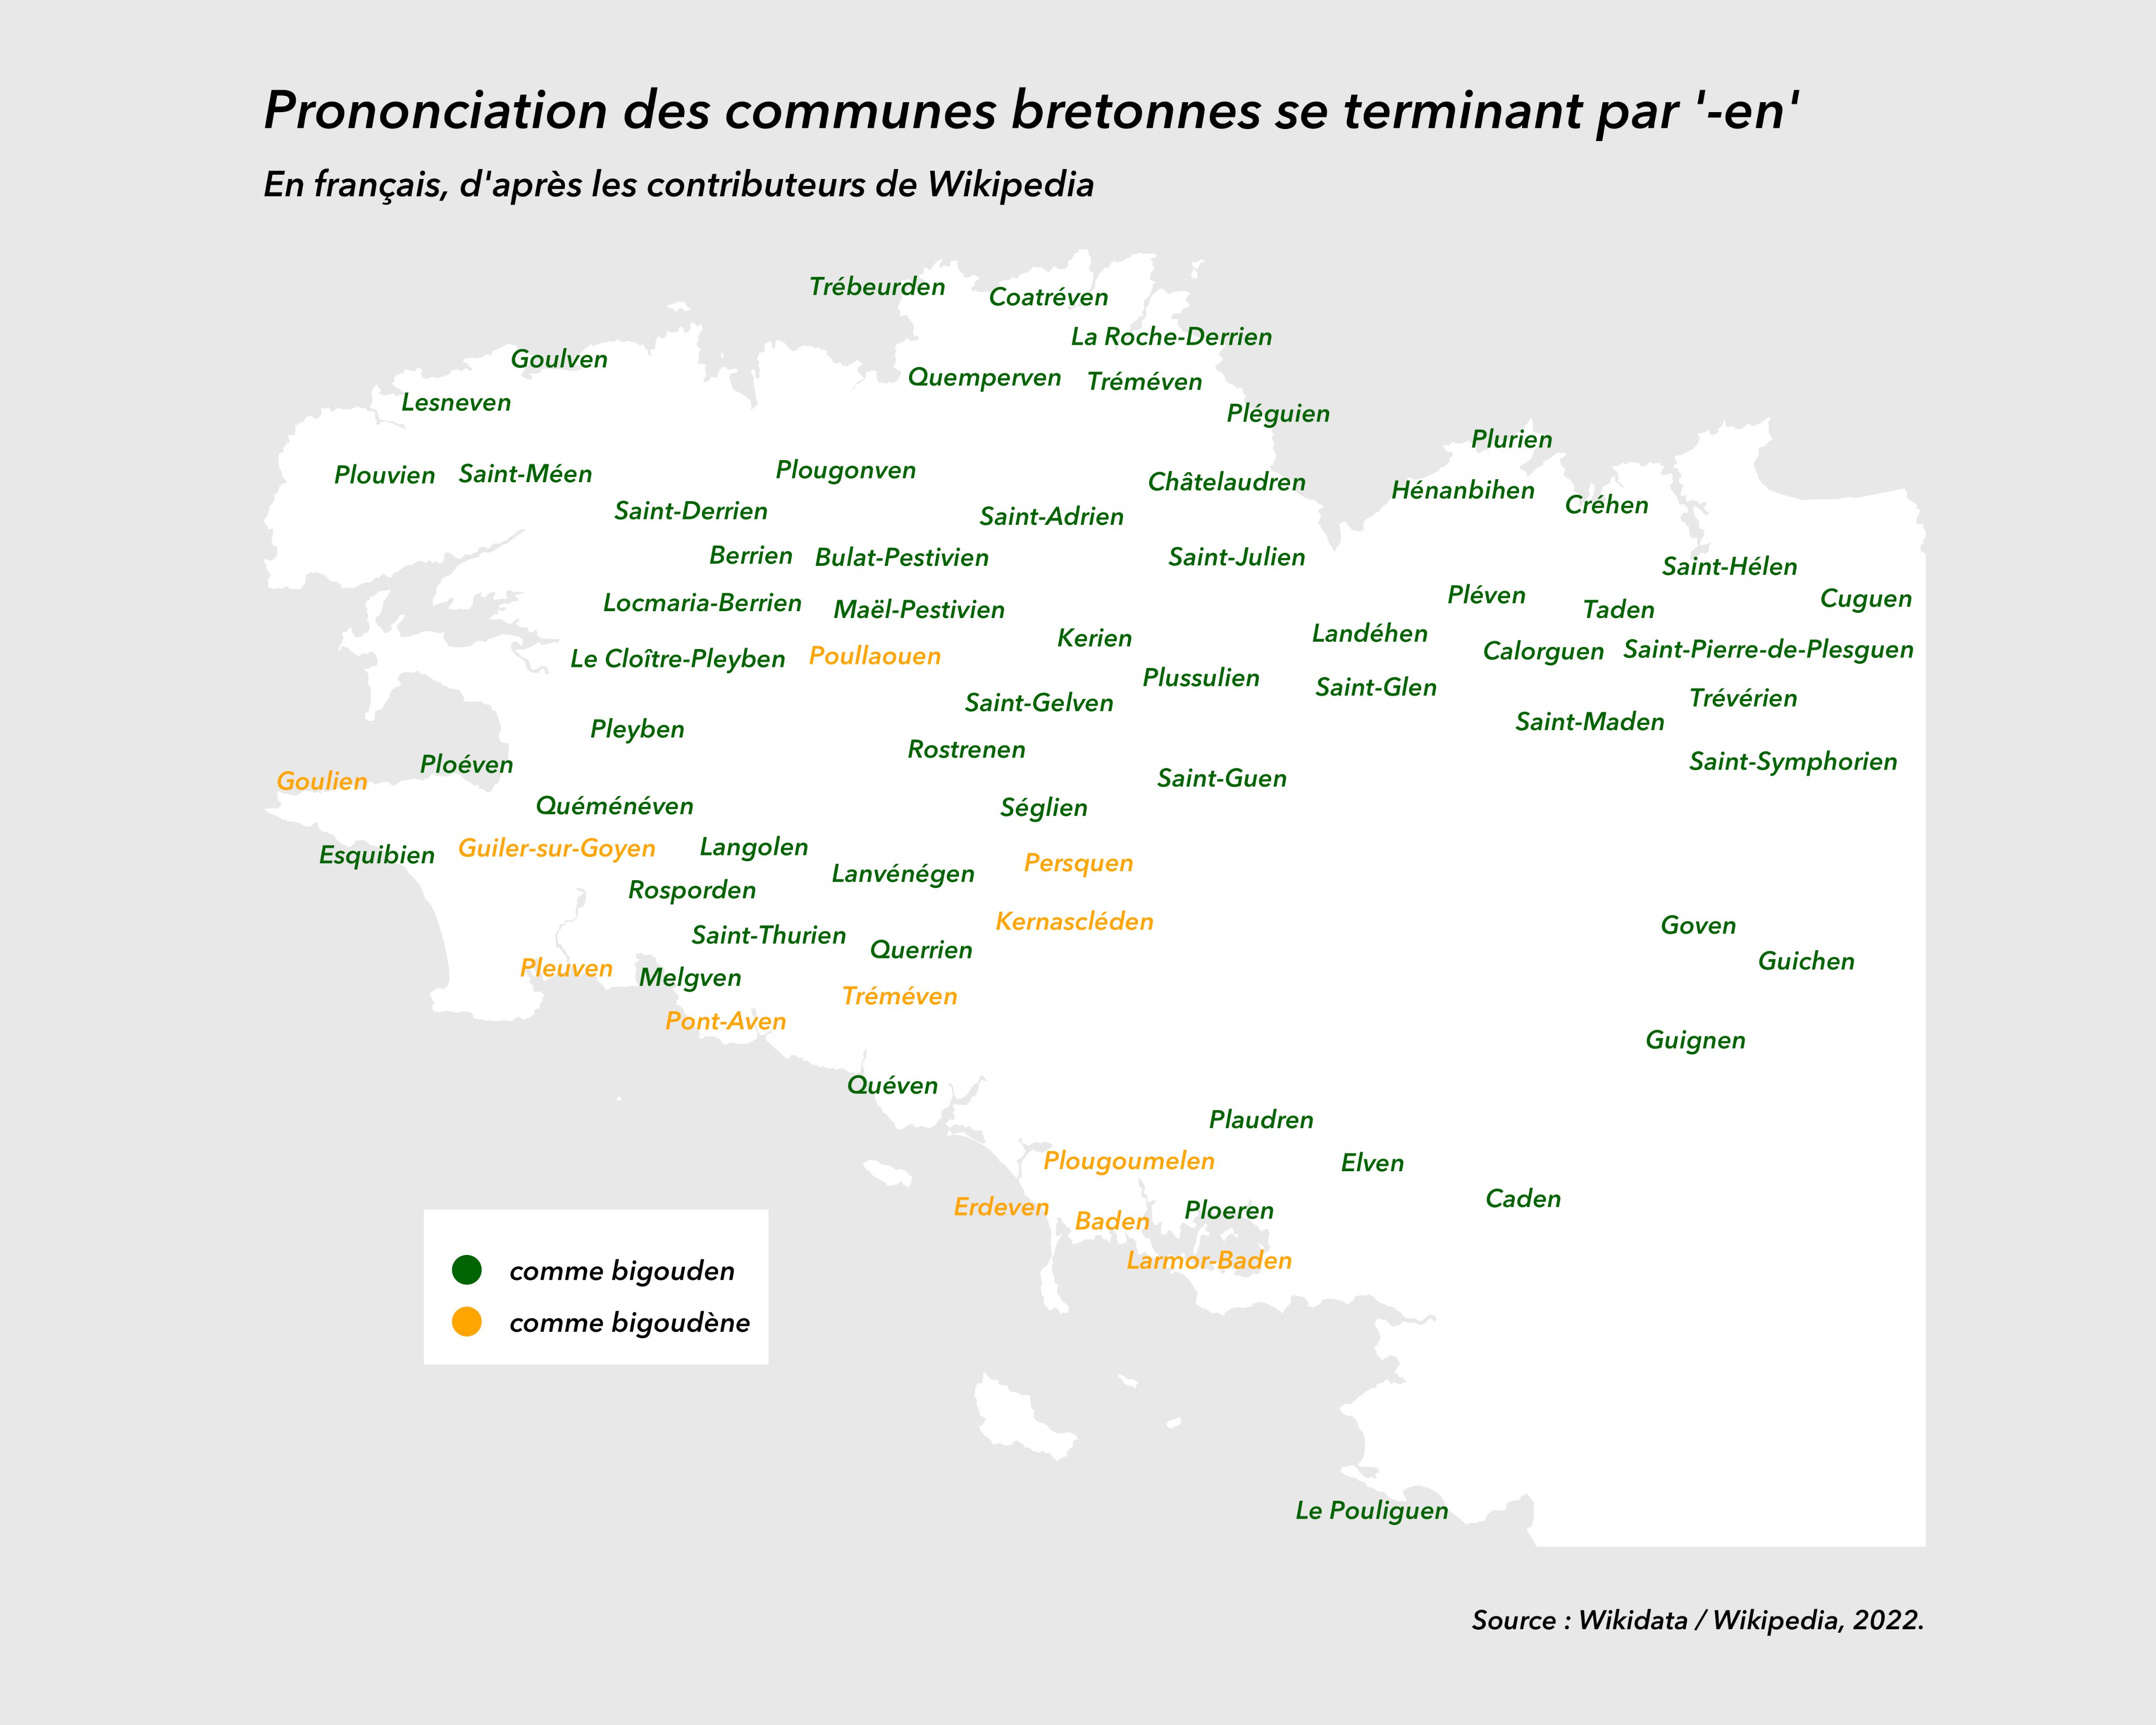 Prononciation des communes bretonnes se terminant par '-en'
En français, d'après les contributeurs de Wikipedia
Trébeurden
Coatréven
La Roche-Derrien
Goulven
Quemperven
Tréméven
Lesneven
Pléguien
Plurien
Plouvien
Saint-Méen
Plougonven
Châtelaudren
Hénanbihen
Créhen
Saint-Derrien
Saint-Adrien
Berrien
Bulat-Pestivien
Saint-Julien
Saint-Hélen
Locmaria-Berrien
Maël-Pestivien
Pléven
Taden
Cuguen
Kerien
Landéhen
Le Cloître-Pleyben
Poullaouen
Calorguen
Saint-Pierre-de-Plesguen
Plussulien
Saint-Glen
Trévérien
Saint-Gelven
Saint-Maden
Pleyben
Rostrenen
Ploéven
Saint-Symphorien
Goulien
Saint-Guen
Quéménéven
Séglien
Esquibien
Guiler-sur-Goyen
Langolen
Persquen
Lanvénégen
Rosporden
Kernascléden
Goven
Saint-Thurien
Querrien
Guichen
Pleuven
Melgven
Tréméven
Pont-Aven
Guignen
Quéven
Plaudren
Plougoumelen
Elven
Erdeven
Baden
Ploeren
Caden
Larmor-Baden
comme bigouden
comme bigoudène
Le Pouliguen
Source : Wikidata / Wikipedia, 2022.